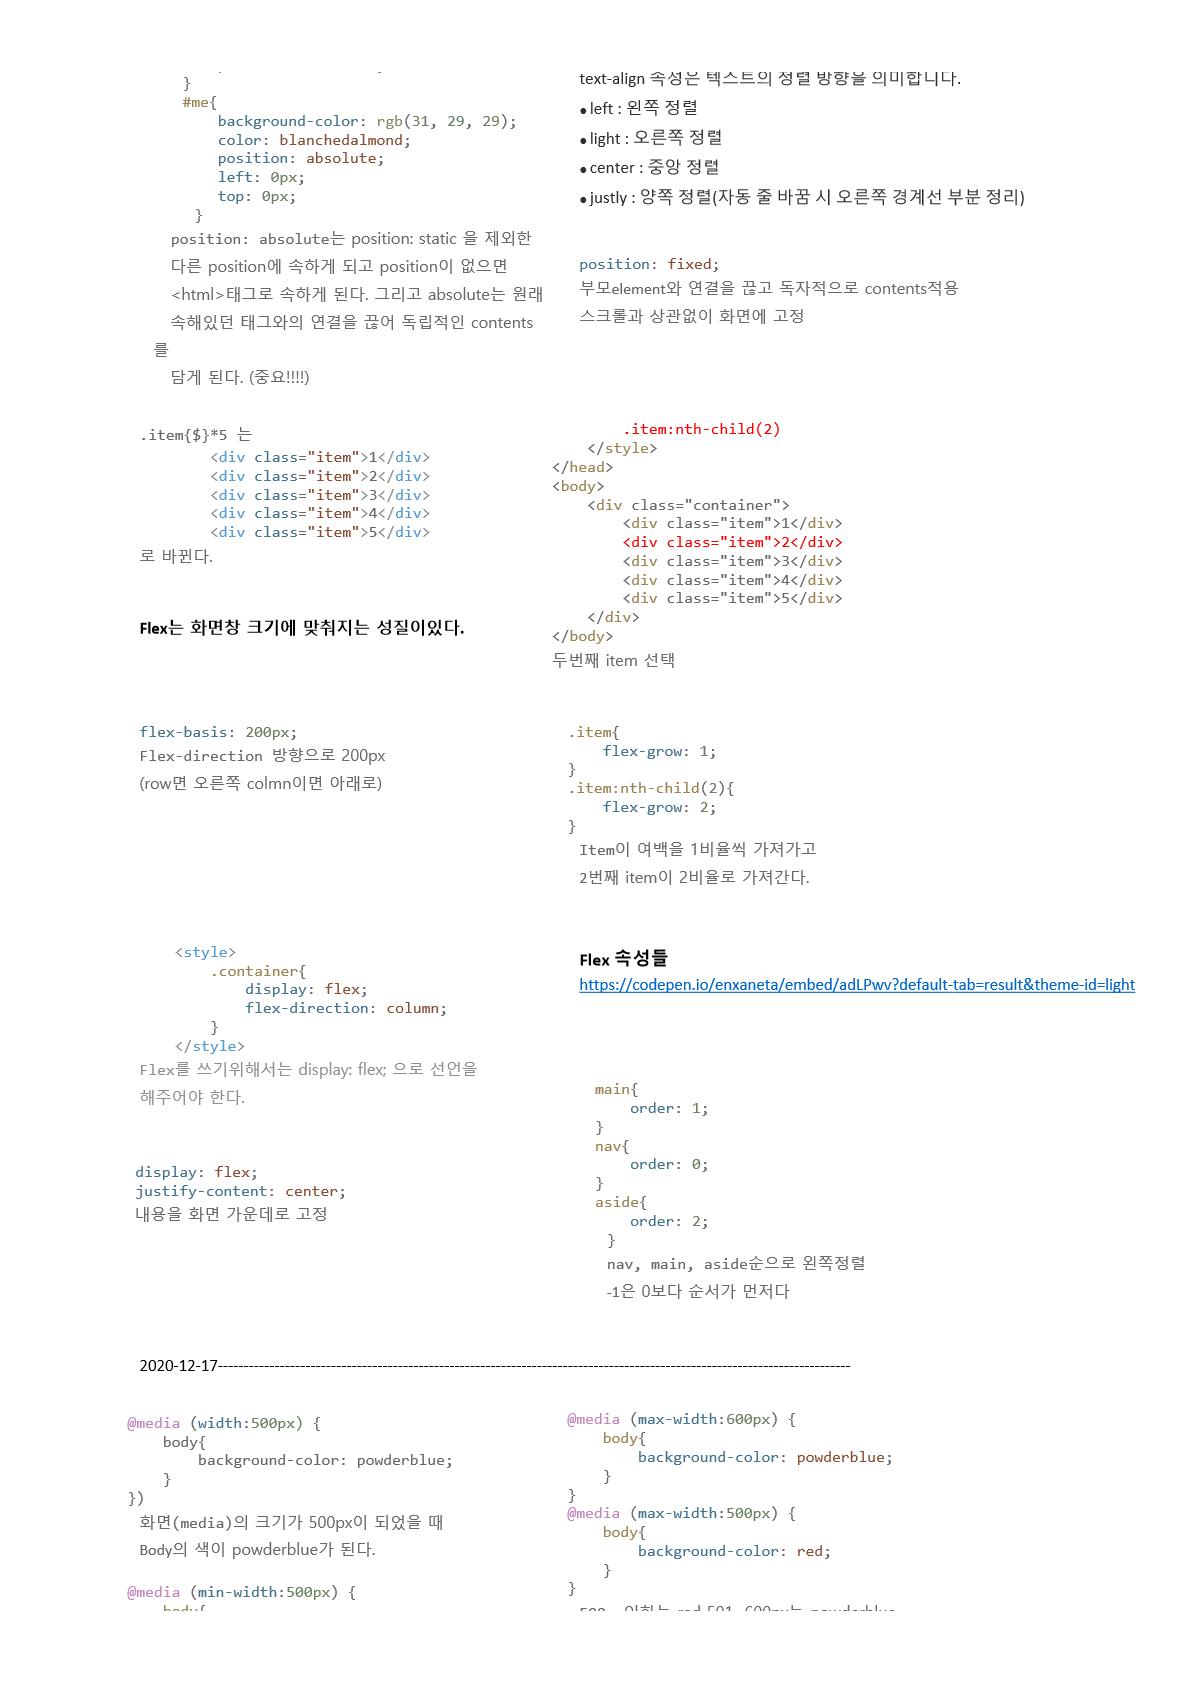 }
#me{
background-color: rgb(31, 29, 29);
color: blanchedalmond;
position: absolute;
left: 0px;
top: 0px;
}
position: absolute는 position: static 을 제외한
다른 position에 속하게 되고 position이 없으면
<html>태그로 속하게 된다. 그리고 absolute는 원래
속해있던 태그와의 연결을 끊어 독립적인 contents
를
담게 된다. (중요!!!!)
text-align 속성은 텍스트의 정렬 방향을 의미합니다.
● left : 왼쪽 정렬
● light : 오른쪽 정렬
● center : 중앙 정렬
● justly : 양쪽 정렬(자동 줄 바꿈 시 오른쪽 경계선 부분 정리)
position: fixed;
부모element와 연결을 끊고 독자적으로 contents적용
스크롤과 상관없이 화면에 고정
.item{$}*5 는
<div class="item">1</div>
<div class="item">2</div>
<div class="item">3</div>
<div class="item">4</div>
<div class="item">5</div>
로 바뀐다.
Flex는 화면창 크기에 맞춰지는 성질이있다.
.item:nth-child(2)
</style>
</head>
<body>
<div class="container">
<div class="item">1</div>
<div class="item">2</div>
<div class="item">3</div>
<div class="item">4</div>
<div class="item">5</div>
</div>
</body>
두번째 item 선택
flex-basis: 200px;
Flex-direction 방향으로 200px
(row면 오른쪽 colmn이면 아래로)
.item{
flex-grow: 1;
}
.item:nth-child(2){
flex-grow: 2;
}
Item이 여백을 1비율씩 가져가고
2번째 item이 2비율로 가져간다.
<style>
.container{
display: flex;
flex-direction: column;
}
</style>
Flex를 쓰기위해서는 display: flex; 으로 선언을
해주어야 한다.
Flex 속성들
https://codepen.io/enxaneta/embed/adLPwv?default-tab=result&theme-id=light
display: flex;
justify-content: center;
내용을 화면 가운데로 고정
main{
order: 1;
}
nav{
order: 0;
}
aside{
order: 2;
}
nav, main, aside순으로 왼쪽정렬
-1은 0보다 순서가 먼저다
2020-12-17------------------------------------------------------------------------------------------------------------------------------
@media (width:500px) {
body{
background-color: powderblue;
}
})
화면(media)의 크기가 500px이 되었을 때
Body의 색이 powderblue가 된다.
@media (min-width:500px) {
body{
@media (max-width:600px) {
body{
background-color: powderblue;
}
}
@media (max-width:500px) {
body{
background-color: red;
}
}